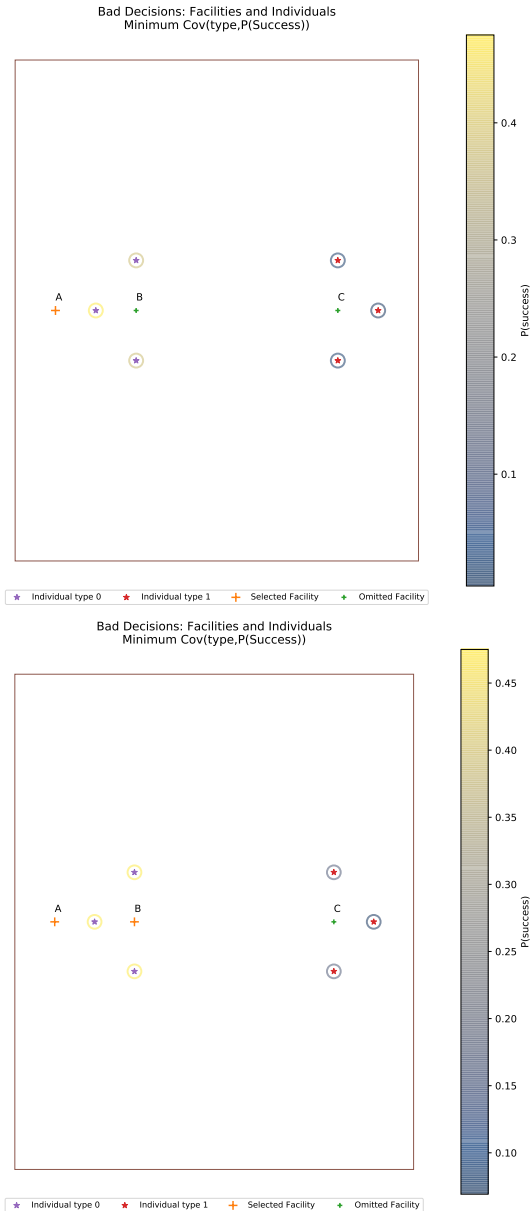 Bad Decisions: Facilities and Individuals
Minimum Cov(type,P(Success))
A
B
C
0.4
0.3
0.2
0.1
P(success)
Individual type 0
Individual type 1
Selected Facility
Omitted Facility
Bad Decisions: Facilities and Individuals
Minimum Cov(type,P(Success))
A
B
C
0.45
0.40
0.35
0.30
0.25
0.20
0.15
0.10
P(success)
Individual type 0
Individual type 1
Selected Facility
Omitted Facility